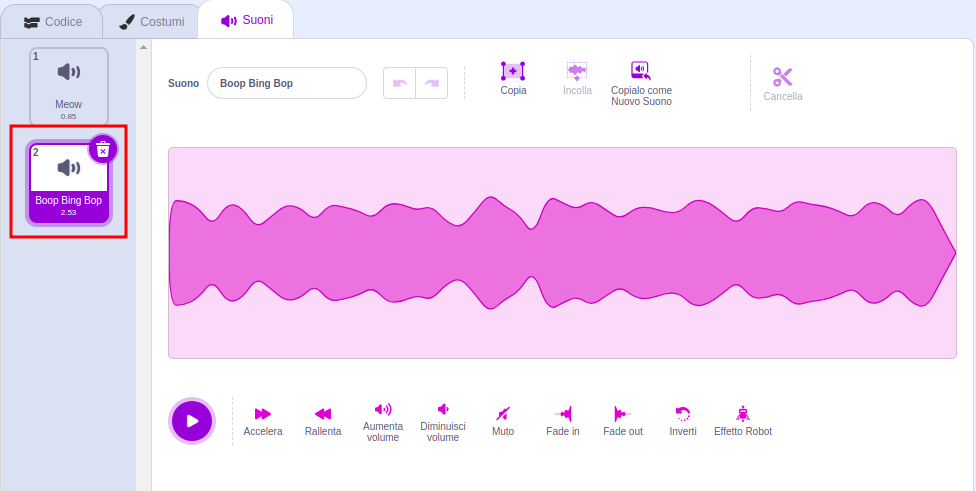 Codice
Costumi
Suoni
1
Meow
0.85
2
Boop Bing Bop
2.53
Suono
Boop Bing Bop
Copia
Incolla
Copialo come
Nuovo Suono
Cancella
Accelera
Rallenta
Aumenta
volume
Diminuisci
volume
Muto
Fade in
Fade out
Inverti
Effetto Robot